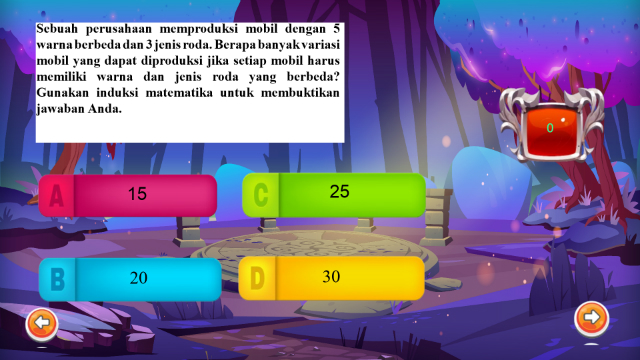 Sebuah perusahaan memproduksi mobil dengan 5
warna berbeda dan 3 jenis roda. Berapa banyak variasi
mobil yang dapat diproduksi jika setiap mobil harus
memiliki warna dan jenis roda yang berbeda?
Gunakan induksi matematika untuk membuktikan
jawaban Anda.
0
A 15
C 25
B 20
D 30